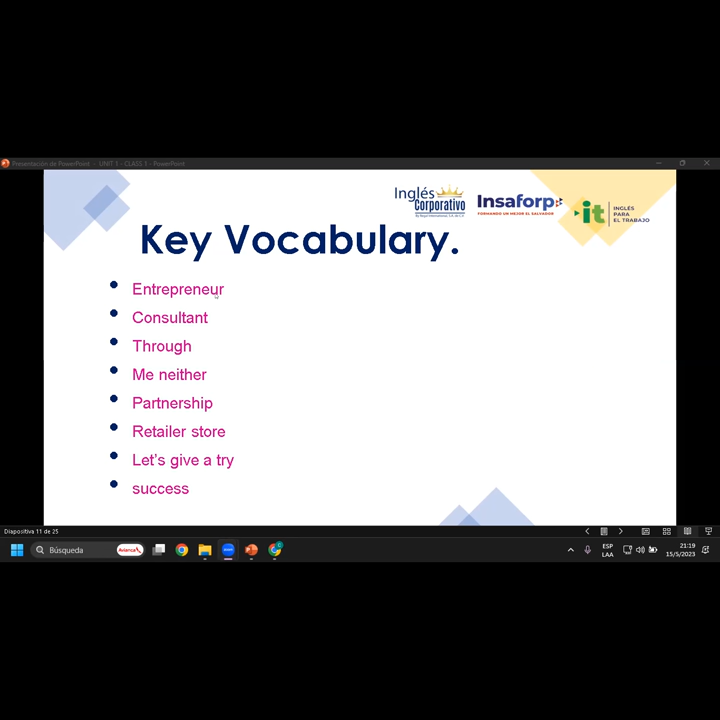 Presentación de PowerPoint - UNIT 1 - CLASS 1 - PowerPoint
Inglés
Corporativo
Insaforp
FORMANDO UN MEJOR EL SALVADOR
it
INGLÉS
PARA
EL TRABAJO
Key Vocabulary.
Entrepreneur
Consultant
Through
Me neither
Partnership
Retailer store
Let's give a try
success
Diapositiva 11 de 25
Búsqueda
ESP
LAA
21:19
15/5/2023